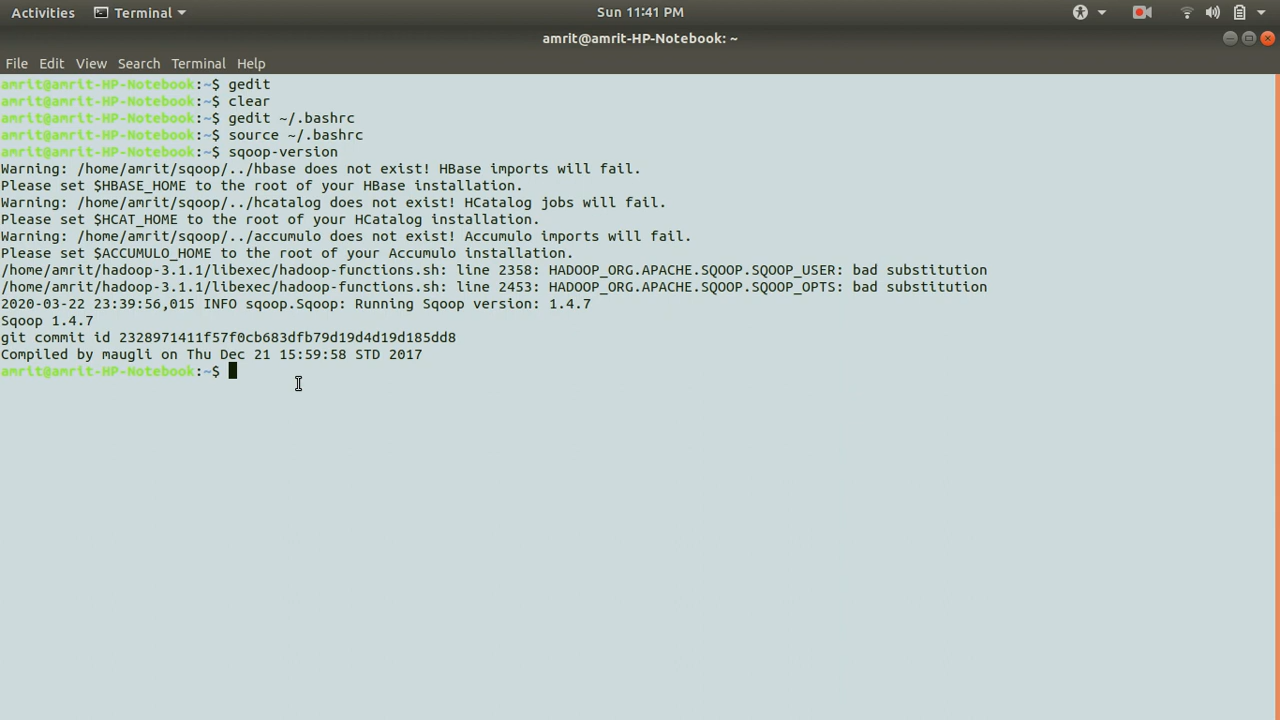 Activities Terminal Sun 11:41 PM
amrit@amrit-HP-Notebook: ~
File Edit View Search Terminal Help
amrit@amrit-HP-Notebook:~$ gedit
amrit@amrit-HP-Notebook:~$ clear
amrit@amrit-HP-Notebook:~$ gedit ~/.bashrc
amrit@amrit-HP-Notebook:~$ source ~/.bashrc
amrit@amrit-HP-Notebook:~$ sqoop-version
Warning: /home/amrit/sqoop/../hbase does not exist! HBase imports will fail.
Please set $HBASE_HOME to the root of your HBase installation.
Warning: /home/amrit/sqoop/../hcatalog does not exist! HCatalog jobs will fail.
Please set $HCAT_HOME to the root of your HCatalog installation.
Warning: /home/amrit/sqoop/../accumulo does not exist! Accumulo imports will fail.
Please set $ACCUMULO_HOME to the root of your Accumulo installation.
/home/amrit/hadoop-3.1.1/libexec/hadoop-functions.sh: line 2358: HADOOP_ORG.APACHE.SQOOP.SQOOP_USER: bad substitution
/home/amrit/hadoop-3.1.1/libexec/hadoop-functions.sh: line 2453: HADOOP_ORG.APACHE.SQOOP.SQOOP_OPTS: bad substitution
2020-03-22 23:39:56,015 INFO sqoop.Sqoop: Running Sqoop version: 1.4.7
Sqoop 1.4.7
git commit id 2328971411f57f0cb683dfb79d19d4d19d185dd8
Compiled by maugli on Thu Dec 21 15:59:58 STD 2017
amrit@amrit-HP-Notebook:~$